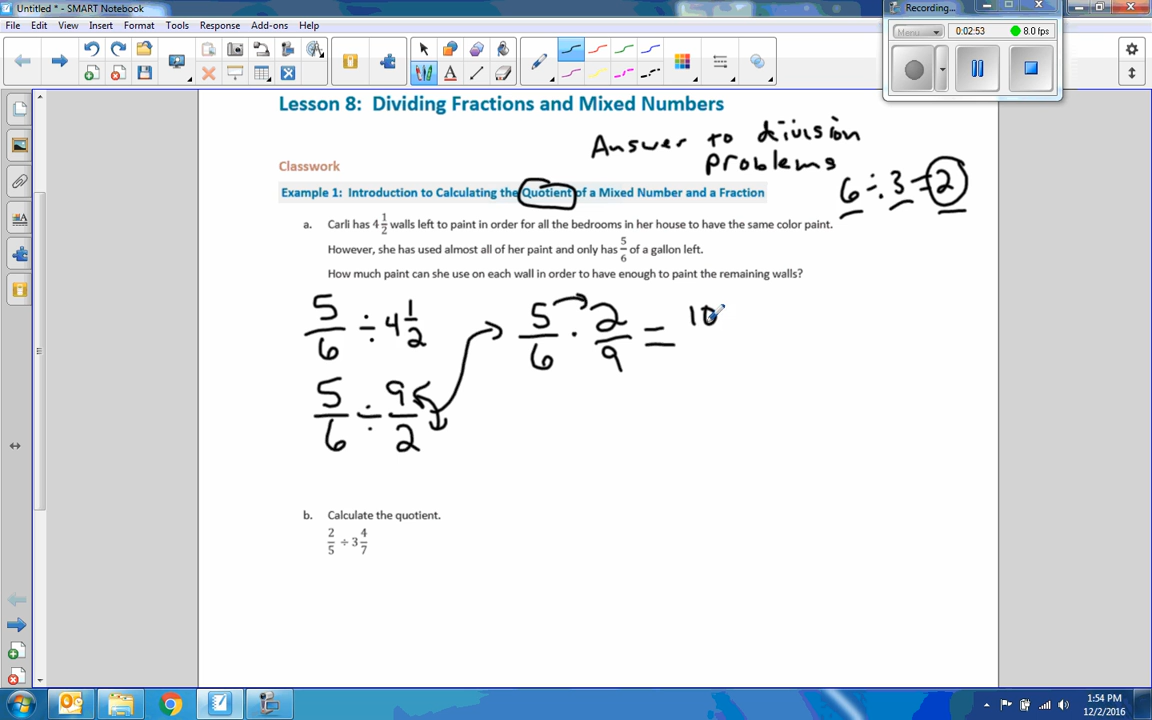 Untitled * - SMART Notebook
File Edit View Insert Format Tools Response Add-ons Help
Recording...
Menu 0:02:53 8.0 fps
Lesson 8: Dividing Fractions and Mixed Numbers
Answer to division
problems
Classwork
6 ÷ 3 = 2
Example 1: Introduction to Calculating the Quotient of a Mixed Number and a Fraction
a. Carli has 4 1/2 walls left to paint in order for all the bedrooms in her house to have the same color paint.
However, she has used almost all of her paint and only has 5/6 of a gallon left.
How much paint can she use on each wall in order to have enough to paint the remaining walls?
5/6 ÷ 4 1/2
5/6 · 2/9 = 10
5/6 ÷ 9/2
b. Calculate the quotient.
2/5 ÷ 3 4/7
1:54 PM
12/2/2016